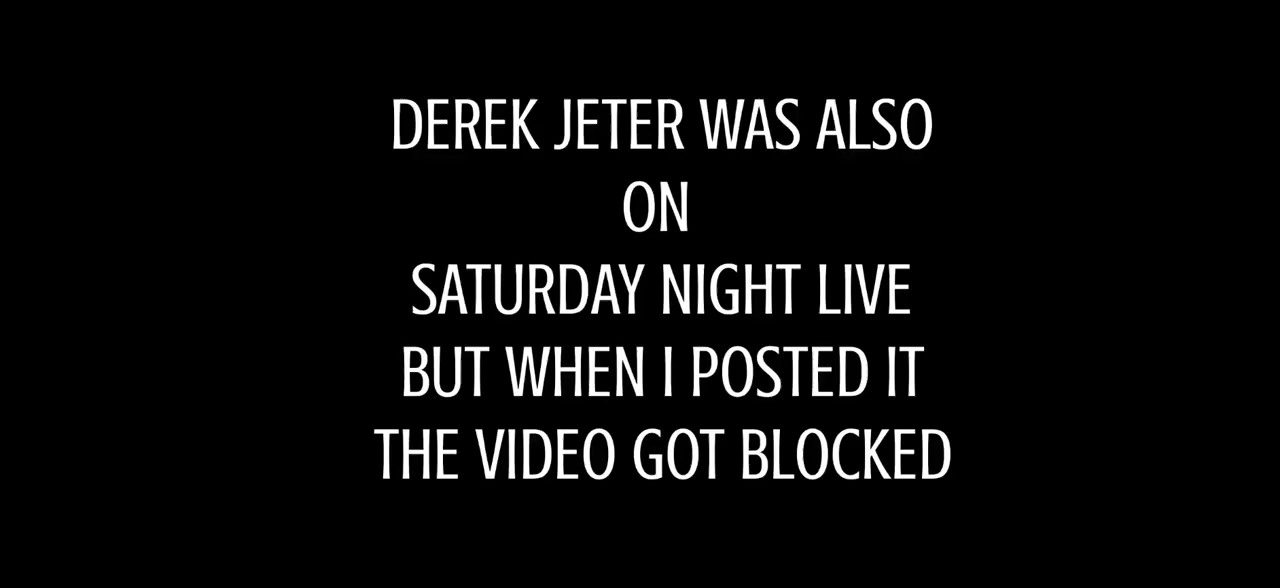 DEREK JETER WAS ALSO
ON
SATURDAY NIGHT LIVE
BUT WHEN I POSTED IT
THE VIDEO GOT BLOCKED